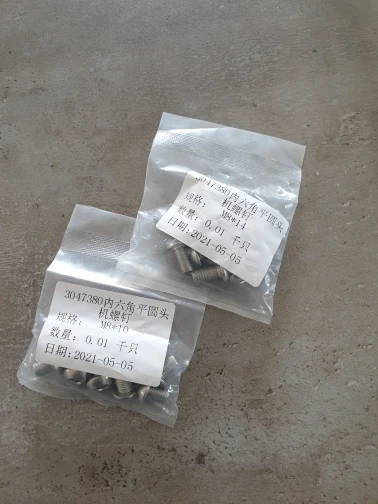 3047380内六角平圆头
机螺钉
规格： M8*14
数量： 0.01 千只
日期:2021-05-05
3047380内六角平圆头
机螺钉
规格： M8*10
数量： 0.01 千只
日期:2021-05-05